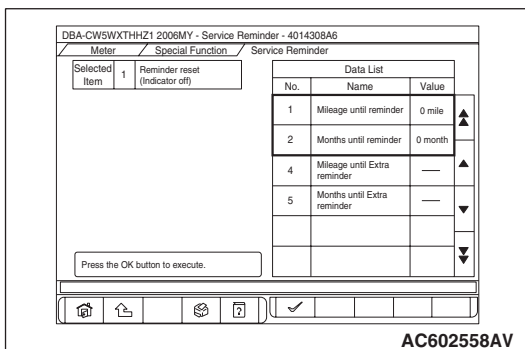 DBA-CW5WXTHHZ1 2006MY - Service Reminder - 4014308A6
Meter / Special Function / Service Reminder
Selected Item 1 Reminder reset (Indicator off)
Data List
No. Name Value
1 Mileage until reminder 0 mile
2 Months until reminder 0 month
4 Mileage until Extra reminder —
5 Months until Extra reminder —
Press the OK button to execute.
AC602558AV